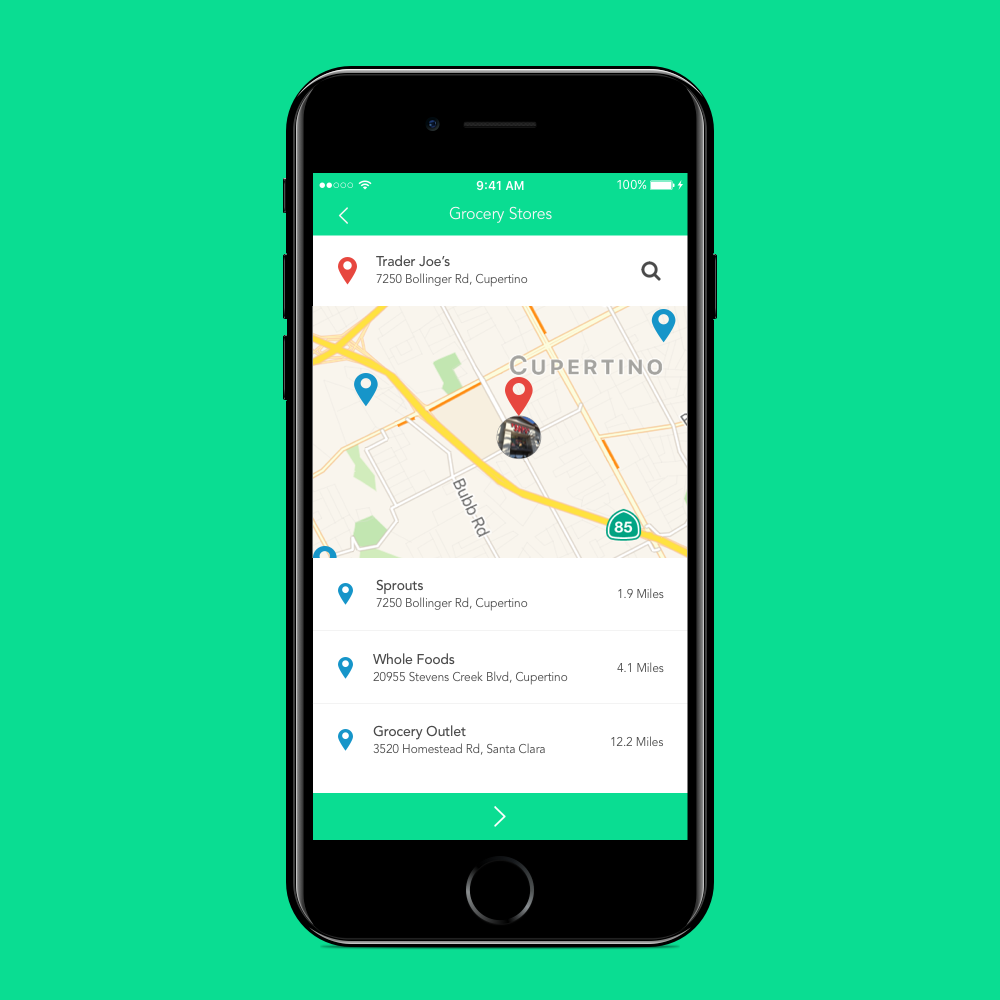 9:41 AM
100%
Grocery Stores
Trader Joe's
7250 Bollinger Rd, Cupertino
CUPERTINO
Bubb Rd
85
Sprouts
7250 Bollinger Rd, Cupertino
1.9 Miles
Whole Foods
20955 Stevens Creek Blvd, Cupertino
4.1 Miles
Grocery Outlet
3520 Homestead Rd, Santa Clara
12.2 Miles